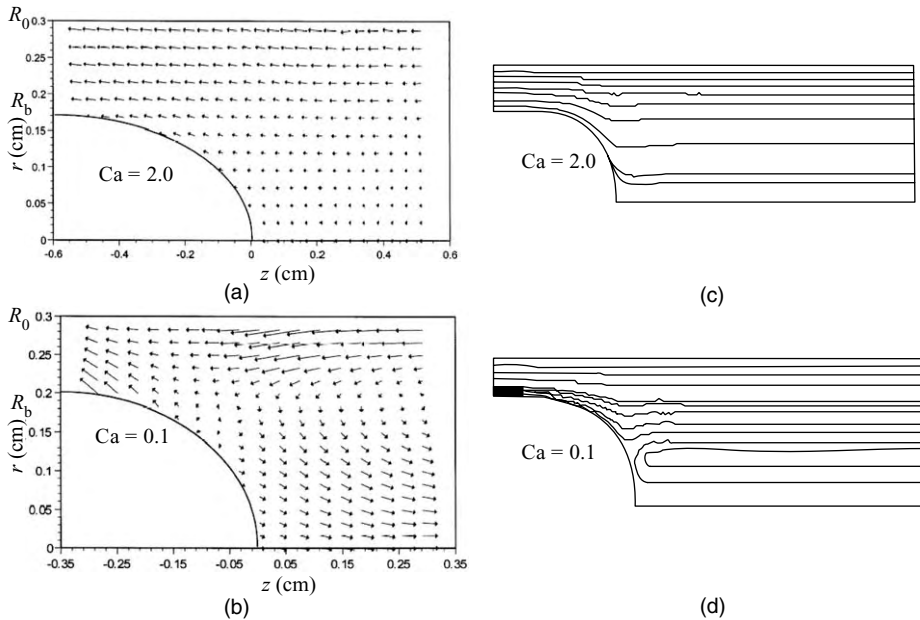 R0
0.3
0.25
0.2
Rb
0.15
r (cm)
0.1
0.05
0
Ca = 2.0
-0.6
-0.4
-0.2
0
0.2
0.4
0.6
z (cm)
(a)
Ca = 2.0
(c)
R0
0.3
0.25
0.2
Rb
0.15
r (cm)
0.1
0.05
0
Ca = 0.1
-0.35
-0.25
-0.15
-0.05
0.05
0.15
0.25
0.35
z (cm)
(b)
Ca = 0.1
(d)